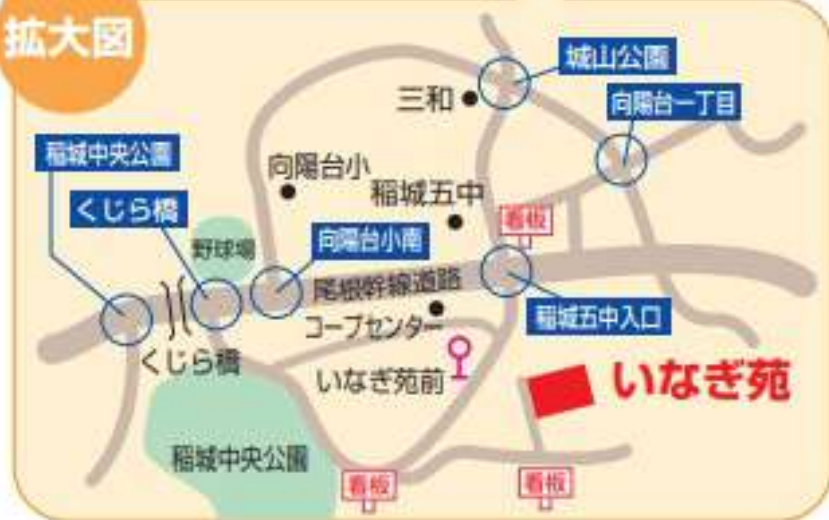 拡大図
城山公園
三和
向陽台一丁目
稲城中央公園
向陽台小
くじら橋
稲城五中
看板
野球場
向陽台小南
尾根幹線道路
稲城五中入口
コープセンター
くじら橋
いなぎ苑前
いなぎ苑
稲城中央公園
看板
看板